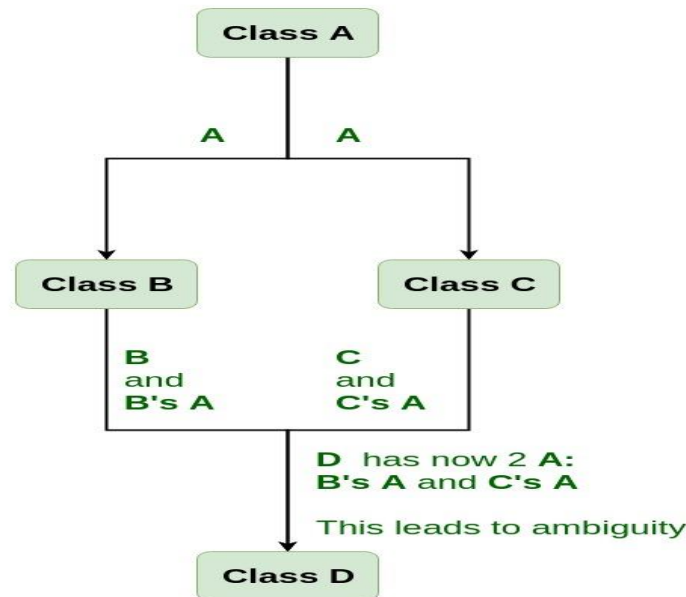 Class A
A
A
Class B
Class C
B
and
B's A
C
and
C's A
D has now 2 A:
B's A and C's A
This leads to ambiguity
Class D